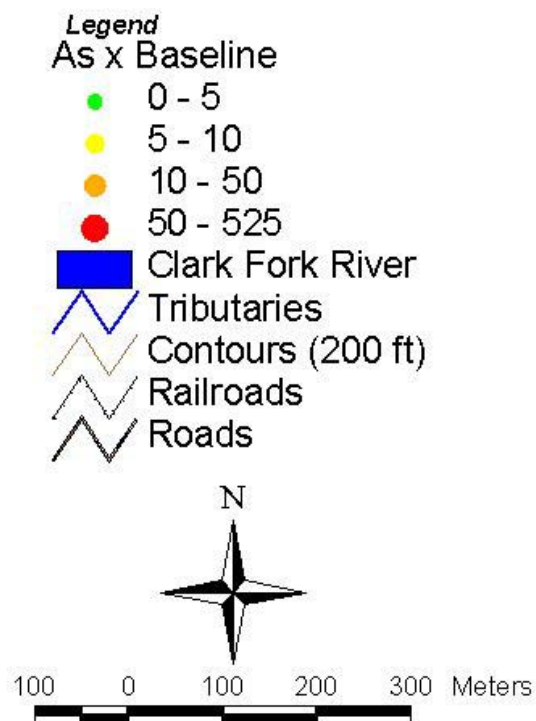 Legend
As x Baseline
0 - 5
5 - 10
10 - 50
50 - 525
Clark Fork River
Tributaries
Contours (200 ft)
Railroads
Roads
N
100 0 100 200 300 Meters